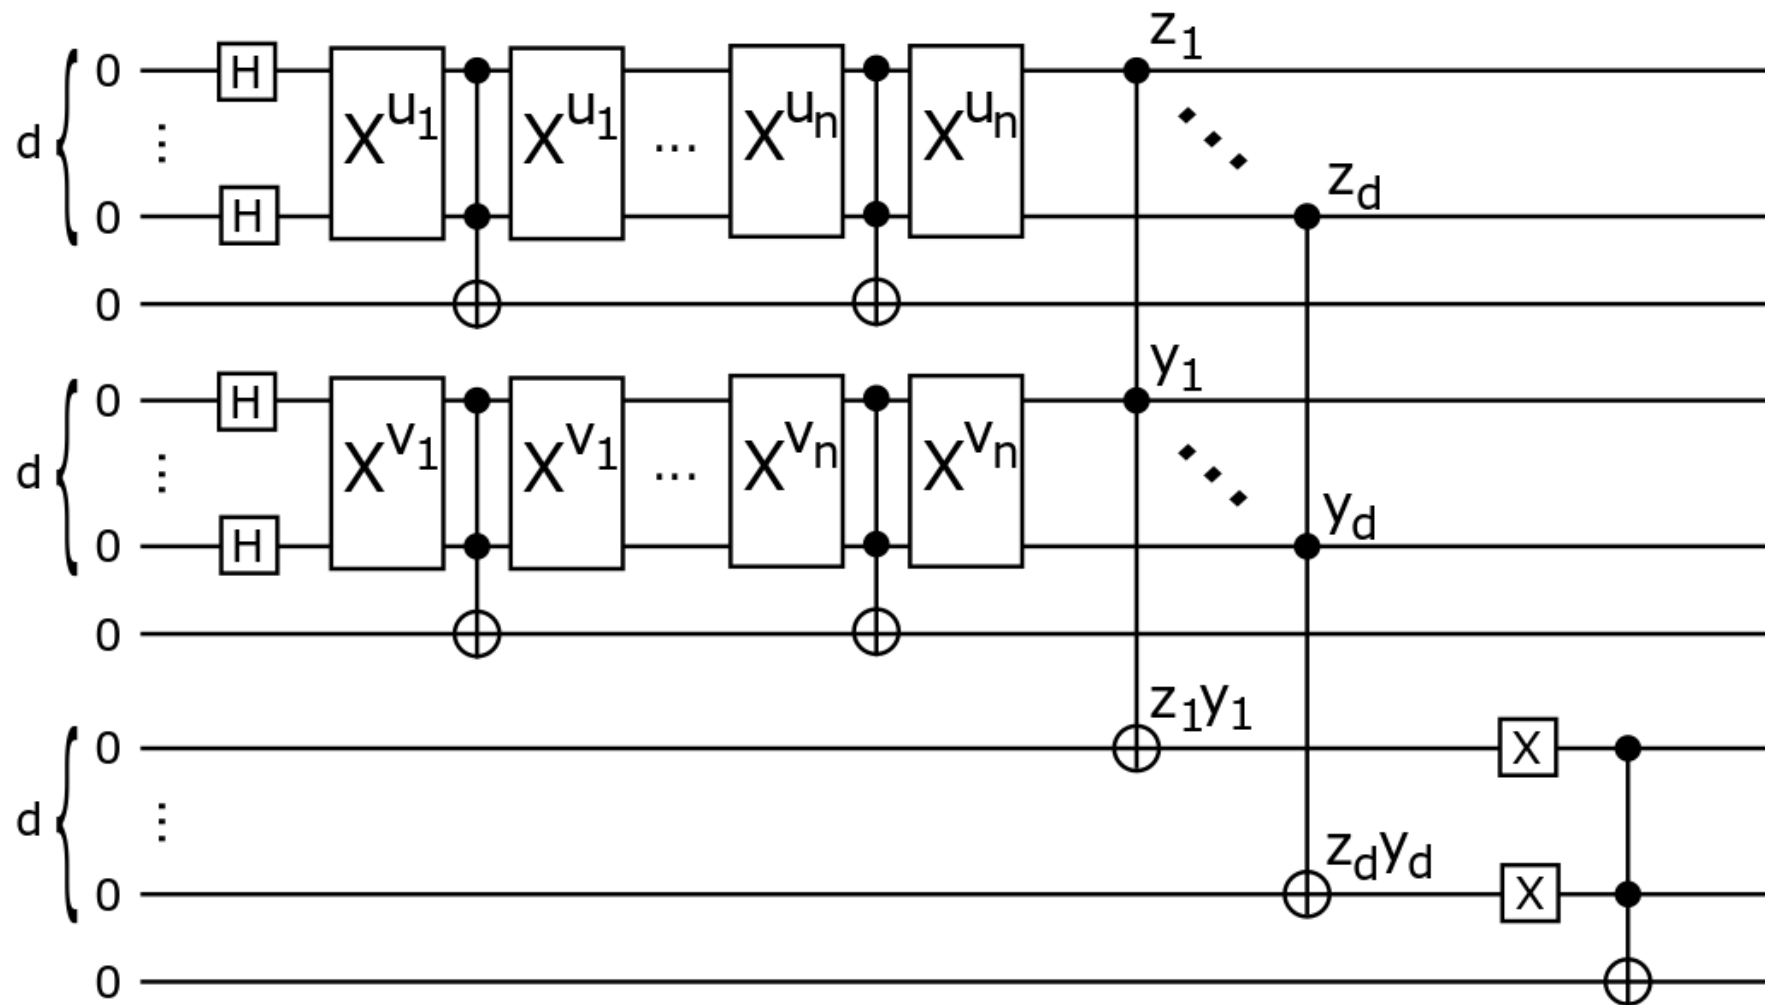 z₁
0 H
X^u₁ X^u₁ ... X^uₙ X^uₙ
d ⋮
z_d
0 H
0
y₁
0 H
X^v₁ X^v₁ ... X^vₙ X^vₙ
d ⋮
y_d
0 H
0
z₁y₁
0 X
d ⋮
z_dy_d
0 X
0